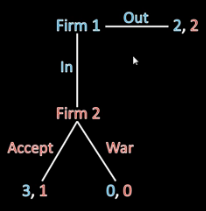 Out
Firm 1 2, 2
In
Firm 2
Accept War
3, 1 0, 0